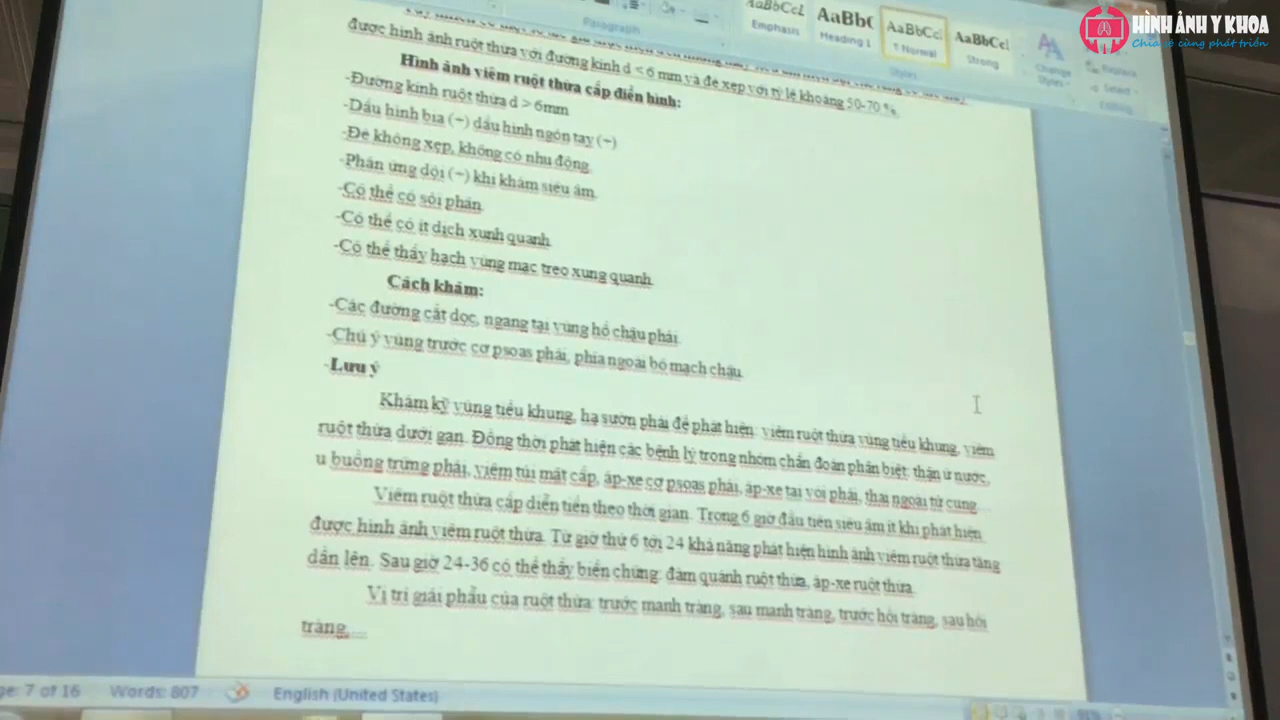 Paragraph
AaBbCcL
Emphasis
AaBbC
Heading 1
AaBbCcI
¶ Normal
AaBbCcI
Strong
Styles
Change
Styles
Replace
Select
Editing
HÌNH ẢNH Y KHOA
Chia sẻ cùng phát triển
được hình ảnh ruột thừa với đường kính d < 6 mm và đè xẹp với tỷ lệ khoảng 50-70 %.
Hình ảnh viêm ruột thừa cấp điển hình:
-Đường kính ruột thừa d > 6mm
-Dấu hình bia (+) dấu hình ngón tay (+)
-Đè không xẹp, không có nhu động.
-Phản ứng dội (+) khi khám siêu âm.
-Có thể có sỏi phân.
-Có thể có ít dịch xunh quanh.
-Có thể thấy hạch vùng mạc treo xung quanh.
Cách khám:
-Các đường cắt dọc, ngang tại vùng hố chậu phải.
-Chú ý vùng trước cơ psoas phải, phía ngoài bó mạch chậu.
-Lưu ý
Khám kỹ vùng tiểu khung, hạ sườn phải để phát hiện: viêm ruột thừa vùng tiểu khung, viêm
ruột thừa dưới gan. Đồng thời phát hiện các bệnh lý trong nhóm chẩn đoán phân biệt: thận ứ nước,
u buồng trứng phải, viêm túi mật cấp, áp-xe cơ psoas phải, áp-xe tai vòi phải, thai ngoài tử cung…
Viêm ruột thừa cấp diễn tiến theo thời gian. Trong 6 giờ đầu tiên siêu âm ít khi phát hiện
được hình ảnh viêm ruột thừa. Từ giờ thứ 6 tới 24 khả năng phát hiện hình ảnh viêm ruột thừa tăng
dần lên. Sau giờ 24-36 có thể thấy biến chứng: đám quánh ruột thừa, áp-xe ruột thừa.
Vị trí giải phẫu của ruột thừa: trước manh tràng, sau manh tràng, trước hồi tràng, sau hồi
tràng,…
ge: 7 of 16 Words: 807 English (United States)